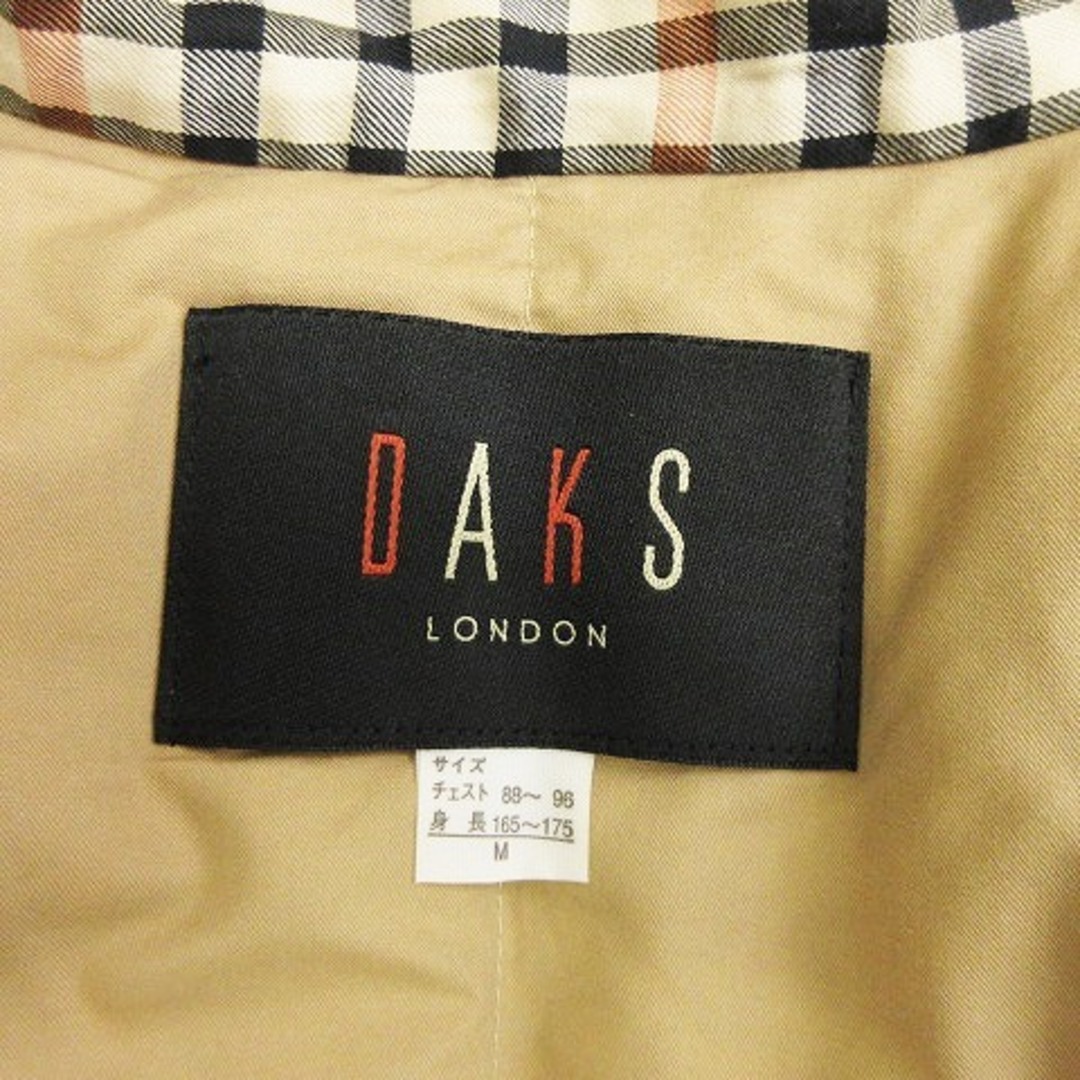 DAKS
LONDON
サイズ
チェスト 88～ 96
身 長 165～175
M